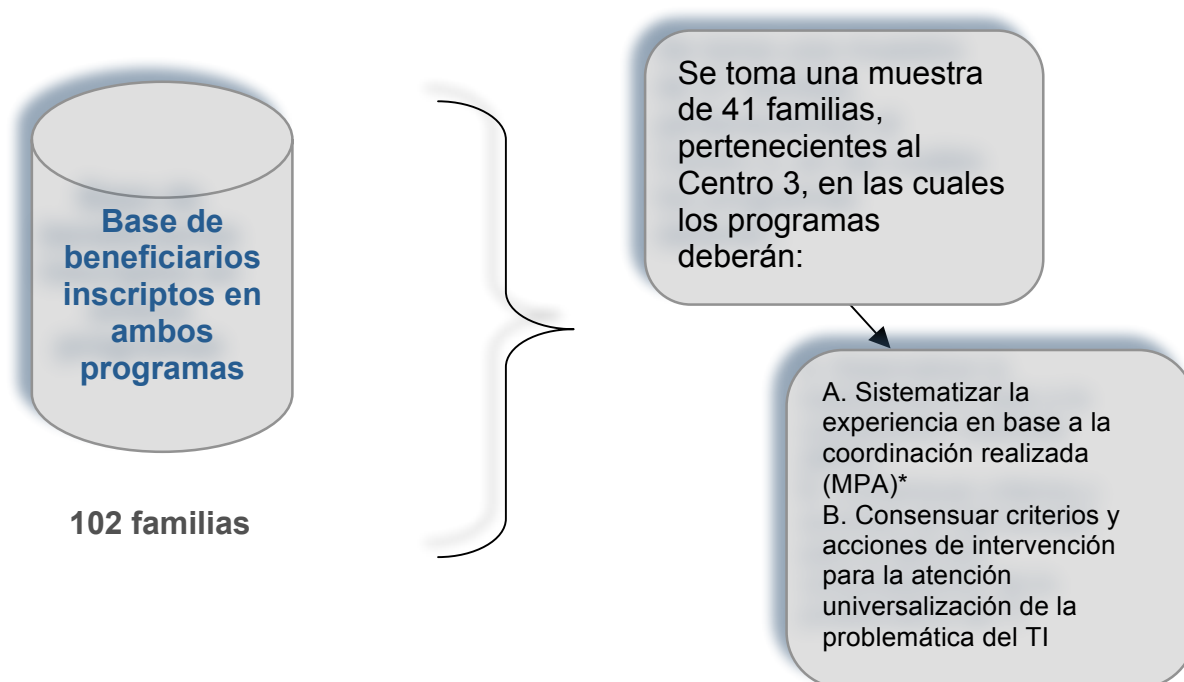 Base de
beneficiarios
inscriptos en
ambos
programas
102 familias
Se toma una muestra
de 41 familias,
pertenecientes al
Centro 3, en las cuales
los programas
deberán:
A. Sistematizar la
experiencia en base a la
coordinación realizada
(MPA)*
B. Consensuar criterios y
acciones de intervención
para la atención
universalización de la
problemática del TI